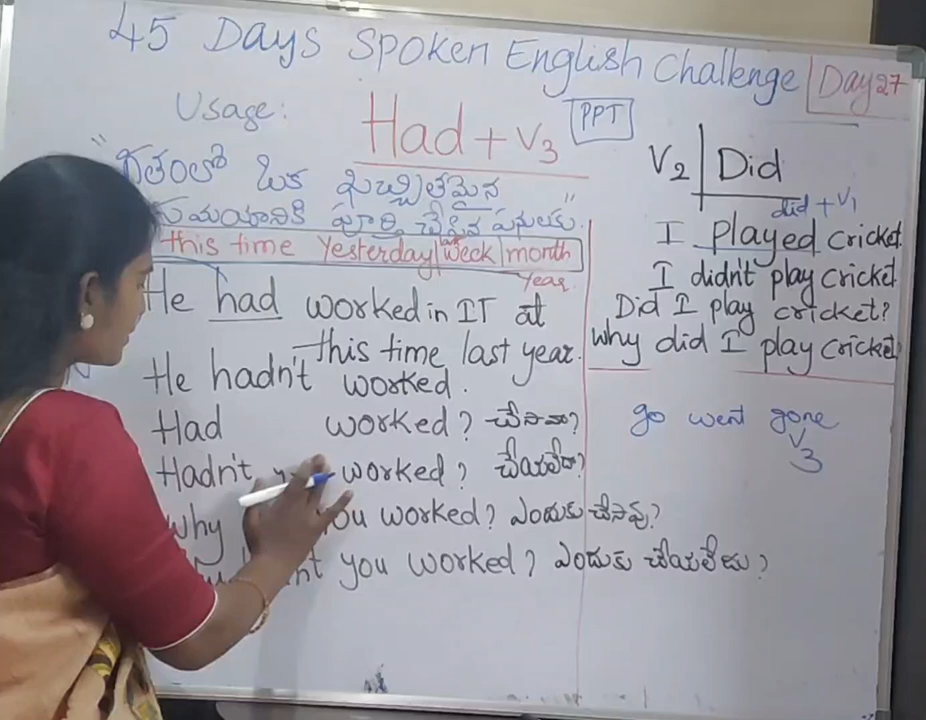 45 Days Spoken English Challenge Day 27
Usage: Had + V3 PPT
"గతంలో ఒక ఖచ్చితమైన
సమయానికి పూర్తి చేసిన పనులకు"
this time yesterday week month
year
He had worked in IT at
this time last year.
He hadn't worked.
Had worked? చేసావా?
Hadn't worked? చేయలేదా?
why you worked? ఎందుకు చేసావు?
you worked? ఎందుకు చేయలేదు?
V2 Did
did + V1
I played cricket.
I didn't play cricket
Did I play cricket?
why did I play cricket
go went gone
V3